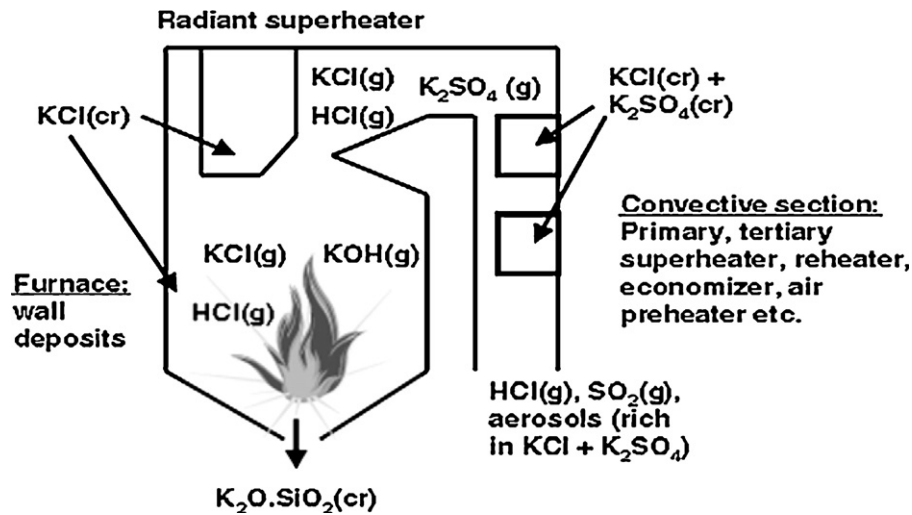 Radiant superheater
KCl(g)
HCl(g)
K₂SO₄ (g)
KCl(cr) +
K₂SO₄(cr)
KCl(cr)
Convective section:
Primary, tertiary
superheater, reheater,
economizer, air
preheater etc.
KCl(g)
KOH(g)
HCl(g)
Furnace:
wall
deposits
HCl(g), SO₂(g),
aerosols (rich
in KCl + K₂SO₄)
K₂O.SiO₂(cr)